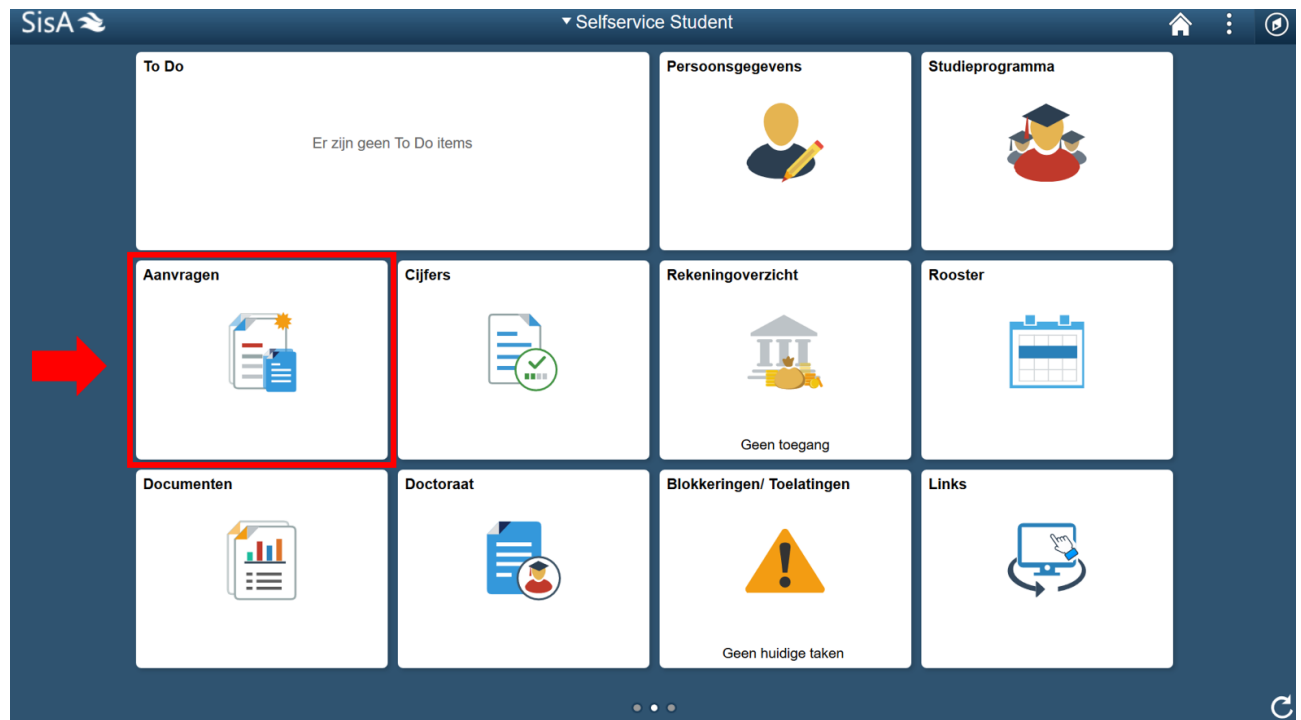 SisA
Selfservice Student
To Do
Er zijn geen To Do items
Persoonsgegevens
Studieprogramma
Aanvragen
Cijfers
Rekeningoverzicht
Geen toegang
Rooster
Documenten
Doctoraat
Blokkeringen/ Toelatingen
Geen huidige taken
Links